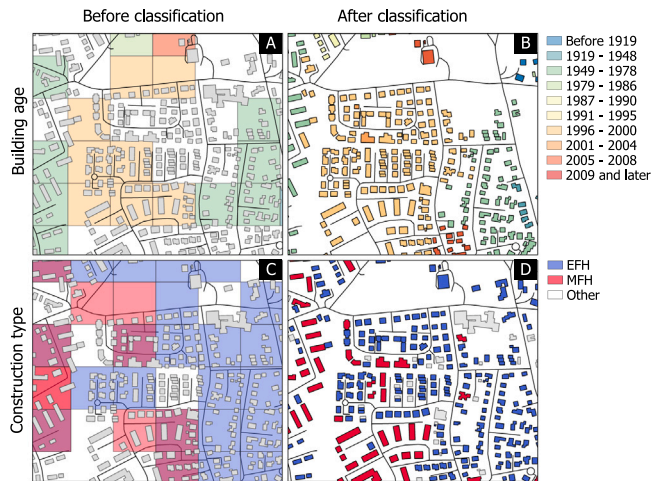 Before classification
After classification
Building age
A
B
Before 1919
1919 - 1948
1949 - 1978
1979 - 1986
1987 - 1990
1991 - 1995
1996 - 2000
2001 - 2004
2005 - 2008
2009 and later
Construction type
C
D
EFH
MFH
Other